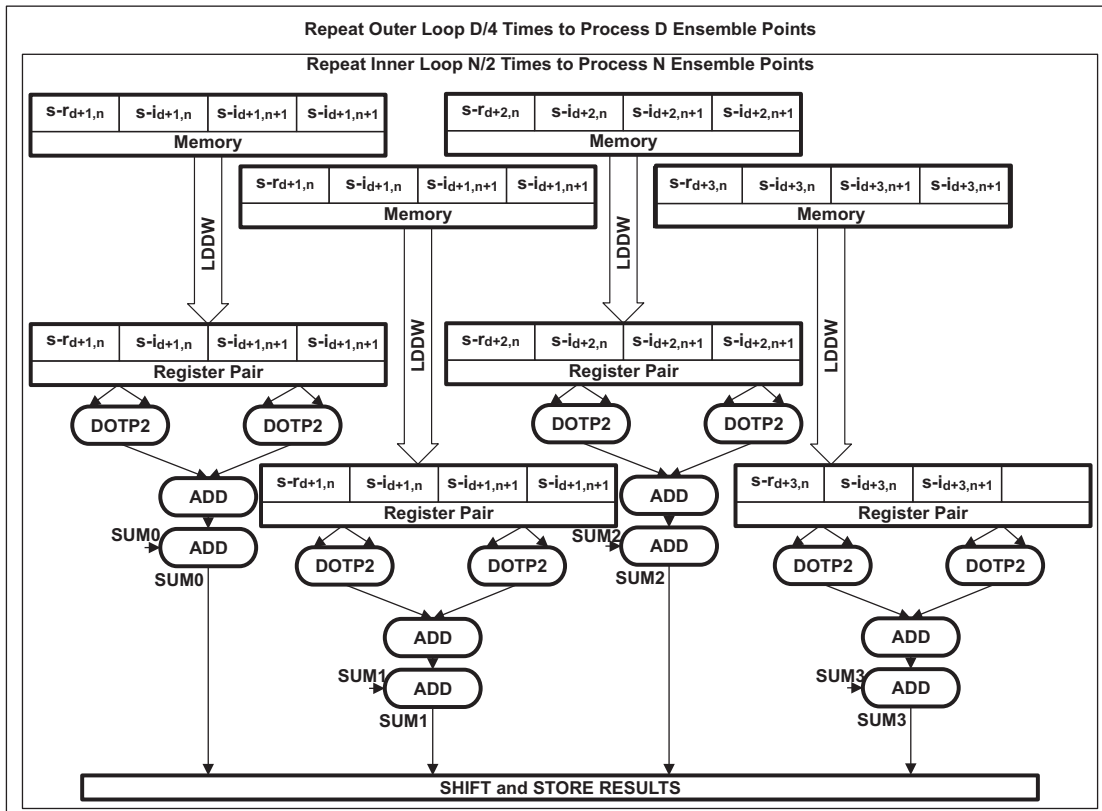 Repeat Outer Loop D/4 Times to Process D Ensemble Points
Repeat Inner Loop N/2 Times to Process N Ensemble Points
s-rd+1,n s-id+1,n s-id+1,n+1 s-id+1,n+1
Memory
s-rd+2,n s-id+2,n s-id+2,n+1 s-id+2,n+1
Memory
s-rd+1,n s-id+1,n s-id+1,n+1 s-id+1,n+1
Memory
s-rd+3,n s-id+3,n s-id+3,n+1 s-id+3,n+1
Memory
LDDW
LDDW
LDDW
LDDW
s-rd+1,n s-id+1,n s-id+1,n+1 s-id+1,n+1
Register Pair
s-rd+2,n s-id+2,n s-id+2,n+1 s-id+2,n+1
Register Pair
DOTP2 DOTP2
DOTP2 DOTP2
ADD
SUM0
ADD
SUM0
s-rd+1,n s-id+1,n s-id+1,n+1 s-id+1,n+1
Register Pair
ADD
SUM2
ADD
SUM2
s-rd+3,n s-id+3,n s-id+3,n+1
Register Pair
DOTP2 DOTP2
DOTP2 DOTP2
ADD
SUM1
ADD
SUM1
ADD
SUM3
ADD
SUM3
SHIFT and STORE RESULTS